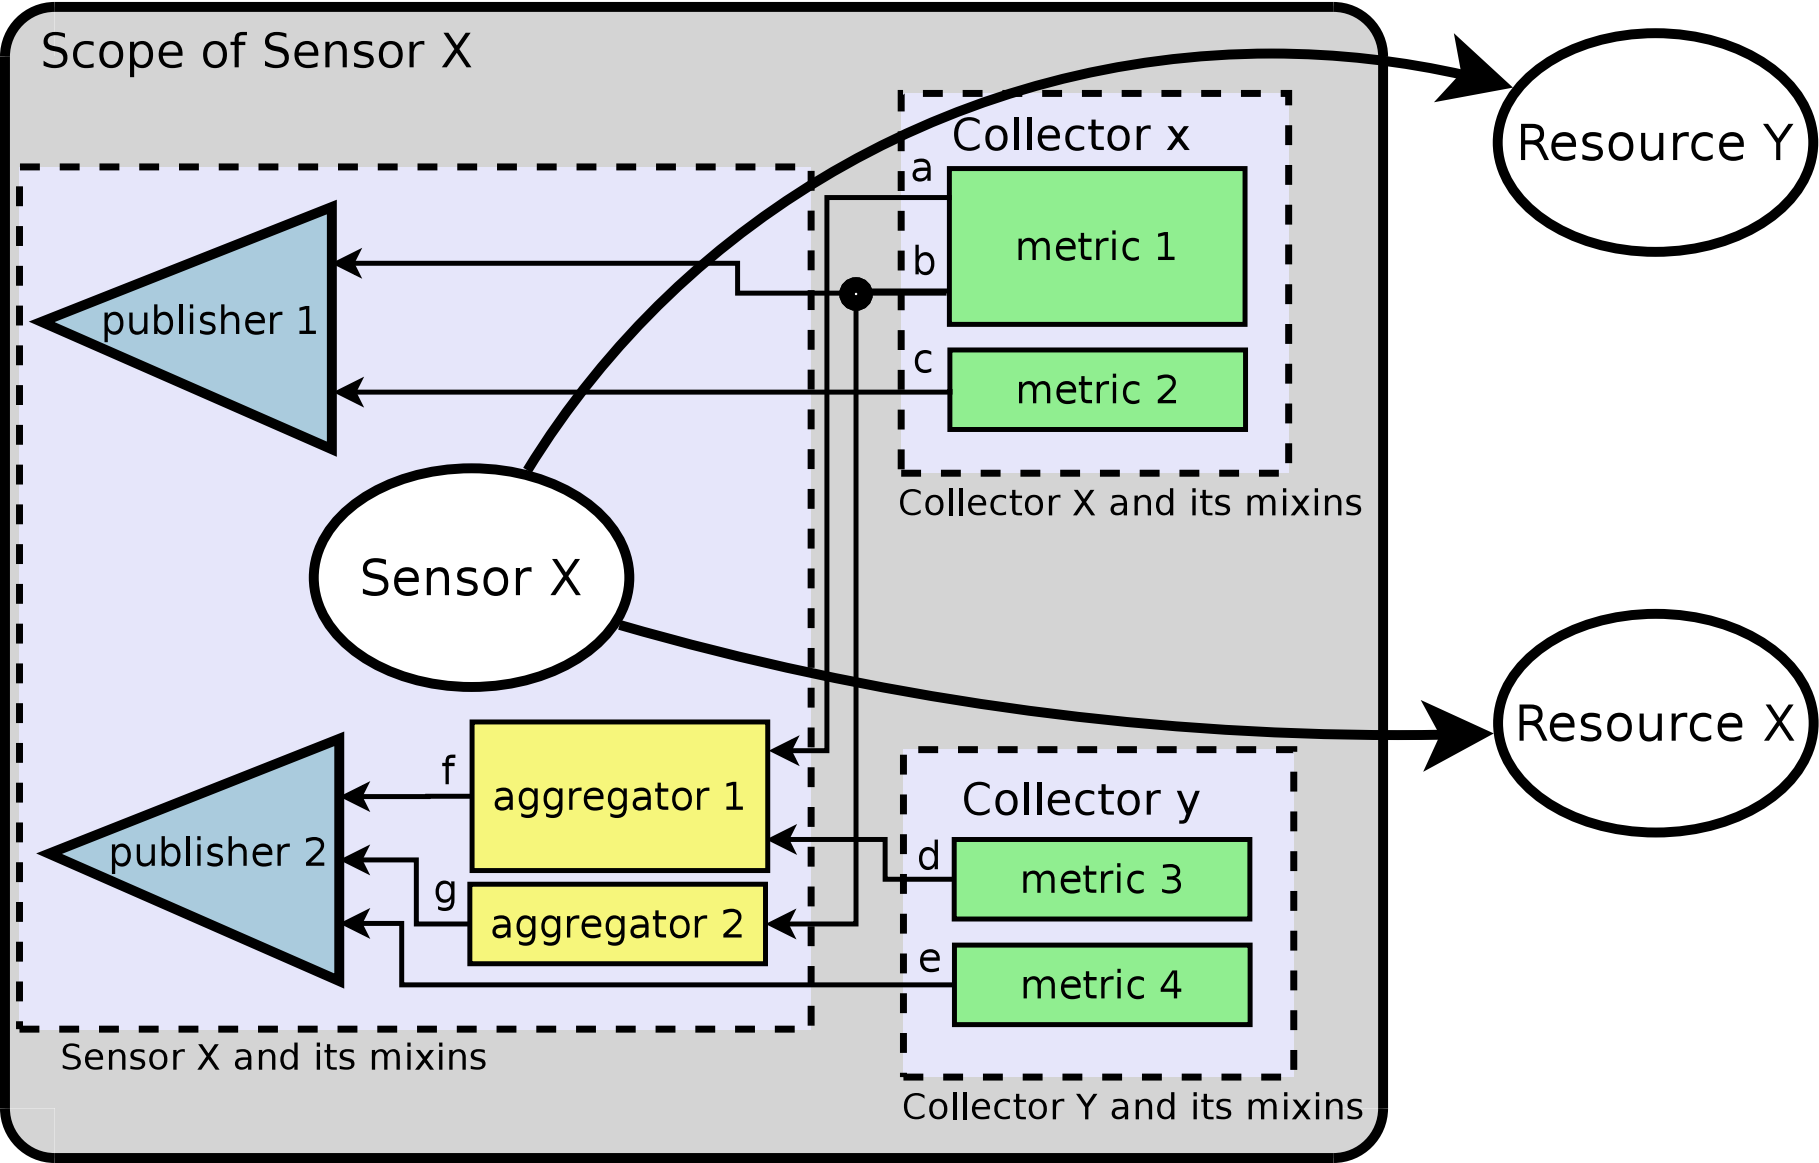 Scope of Sensor X
Resource Y
Collector x
a
metric 1
b
publisher 1
c
metric 2
Collector X and its mixins
Sensor X
Resource X
f
aggregator 1
Collector y
publisher 2
d
metric 3
g
aggregator 2
e
metric 4
Sensor X and its mixins
Collector Y and its mixins